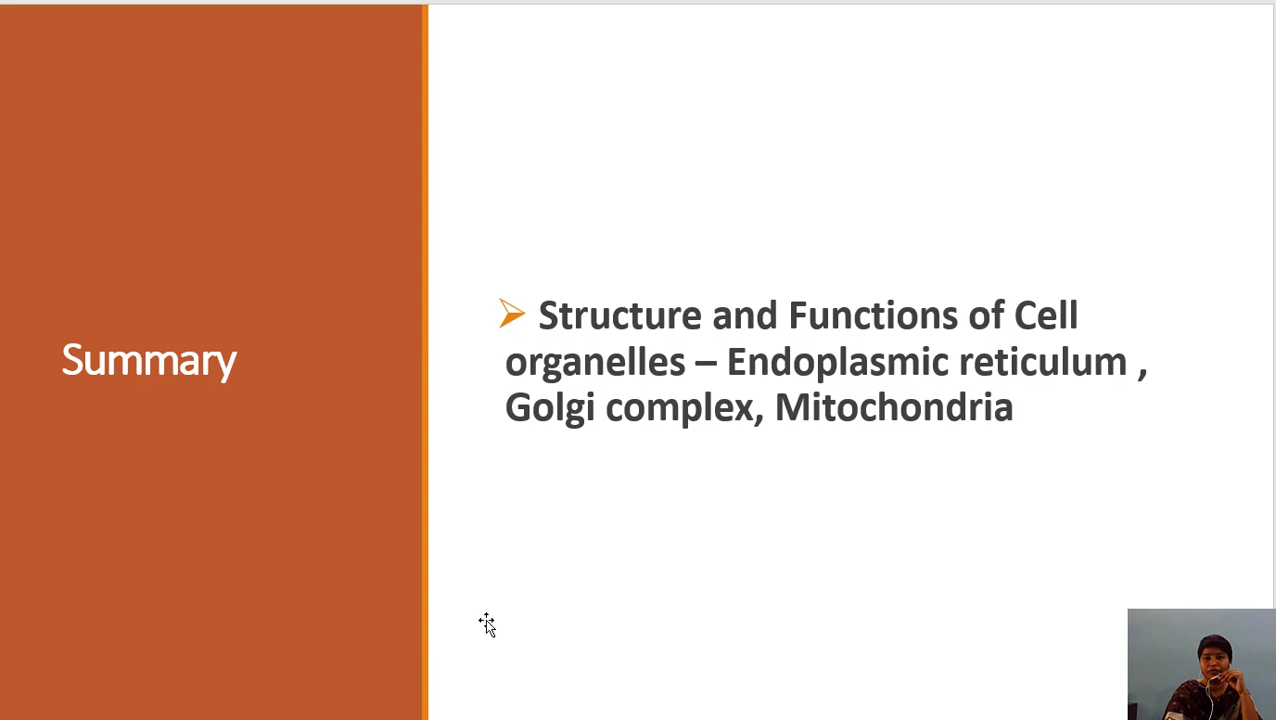 Summary
Structure and Functions of Cell
organelles – Endoplasmic reticulum ,
Golgi complex, Mitochondria